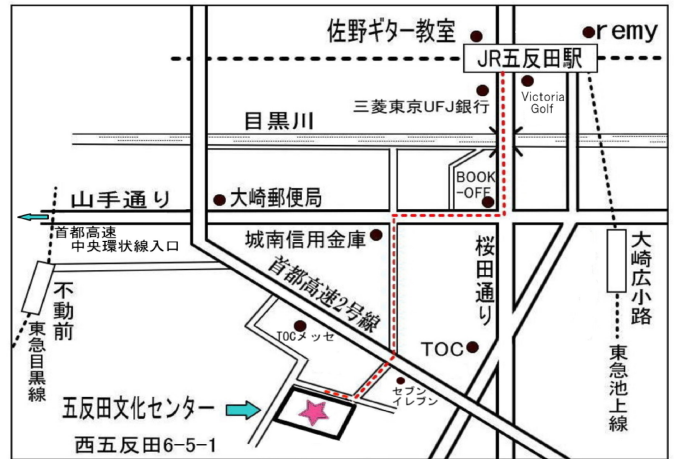 佐野ギター教室
remy
JR五反田駅
三菱東京UFJ銀行
Victoria
Golf
目黒川
BOOK
-OFF
山手通り
大崎郵便局
首都高速
中央環状線入口
城南信用金庫
桜田通り
大崎広小路
首都高速2号線
不動前
東急目黒線
TOCメッセ
TOC
東急池上線
セブン
イレブン
五反田文化センター
西五反田6-5-1